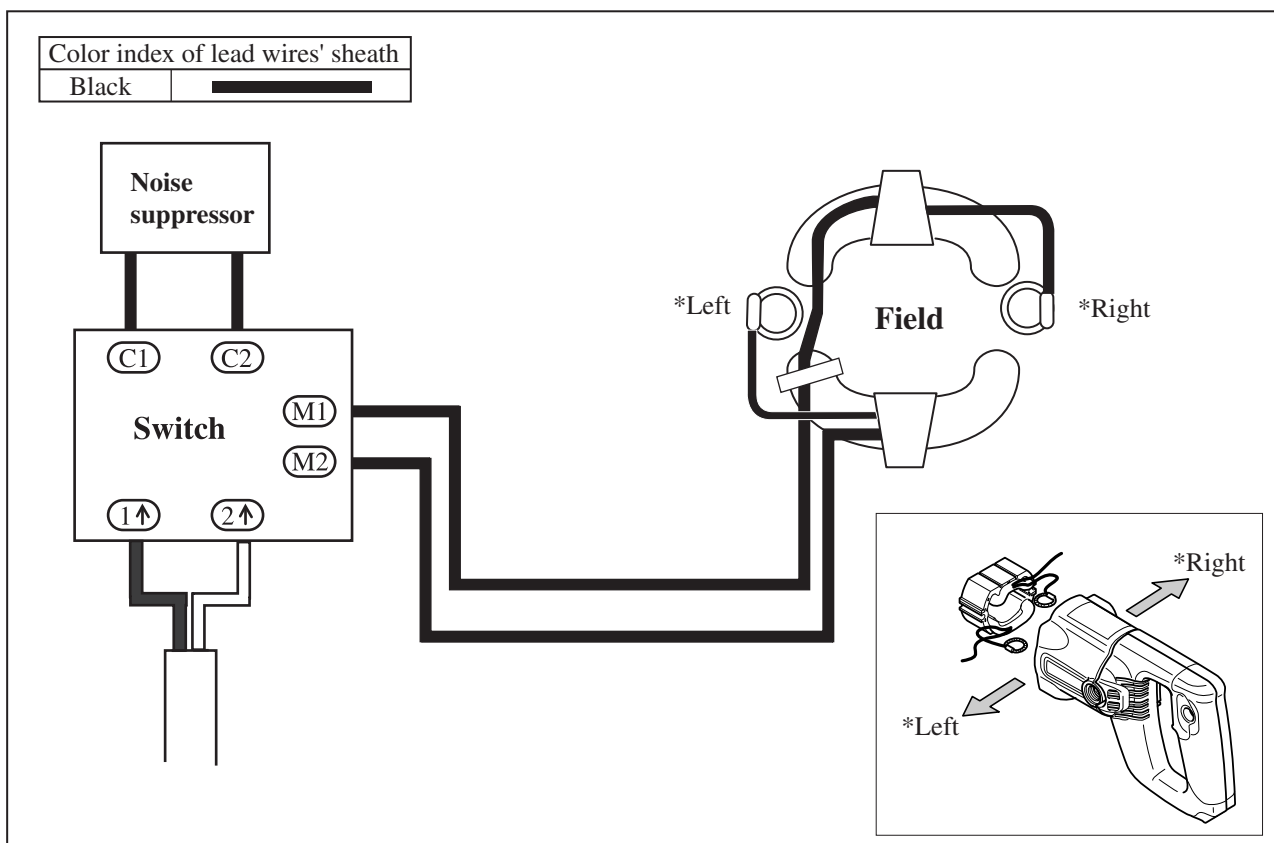 Color index of lead wires' sheath
Black
Noise
suppressor
C1
C2
M1
Switch
M2
1↑
2↑
*Left
Field
*Right
*Right
*Left